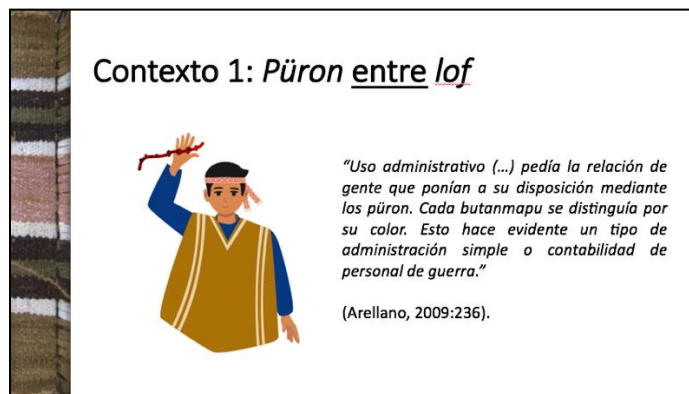 Contexto 1: Püron entre lof
“Uso administrativo (…) pedía la relación de
gente que ponían a su disposición mediante
los püron. Cada butanmapu se distinguía por
su color. Esto hace evidente un tipo de
administración simple o contabilidad de
personal de guerra.”
(Arellano, 2009:236).